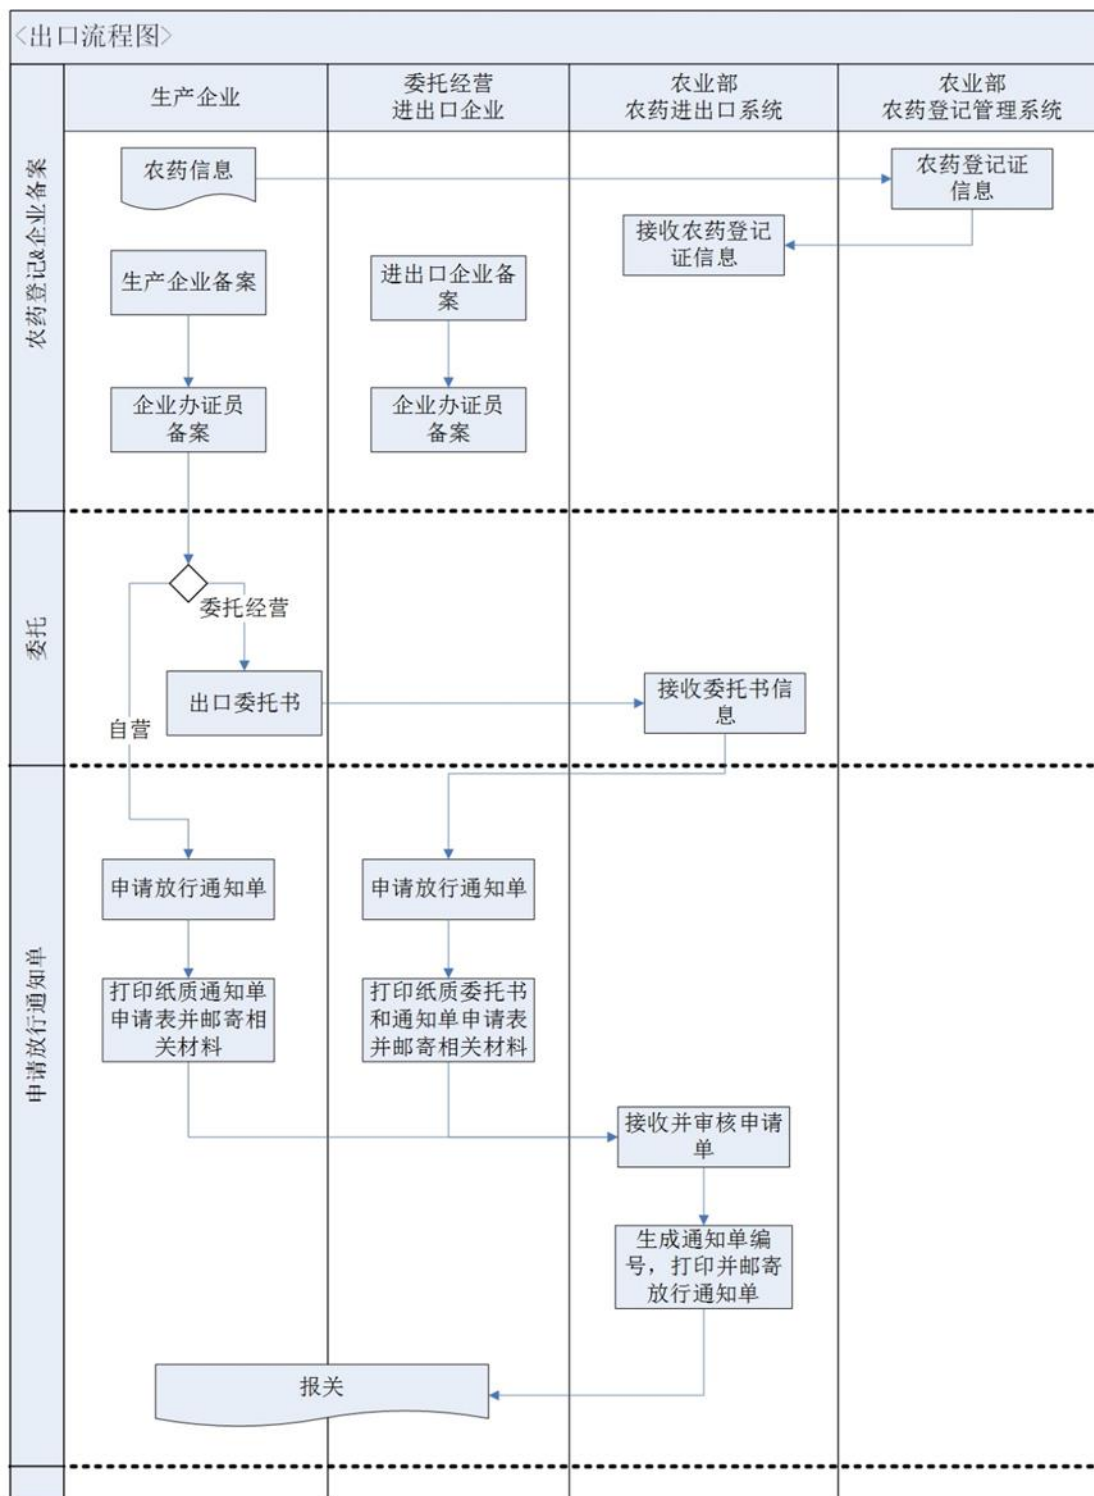 <出口流程图>
生产企业
委托经营
进出口企业
农业部
农药进出口系统
农业部
农药登记管理系统
农药登记&企业备案
农药信息
农药登记证
信息
接收农药登记
证信息
生产企业备案
进出口企业备
案
企业办证员
备案
企业办证员
备案
委托
委托经营
出口委托书
接收委托书信
息
自营
申请放行通知单
申请放行通知单
申请放行通知单
打印纸质通知单
申请表并邮寄相
关材料
打印纸质委托书
和通知单申请表
并邮寄相关材料
接收并审核申请
单
生成通知单编
号，打印并邮寄
放行通知单
报关